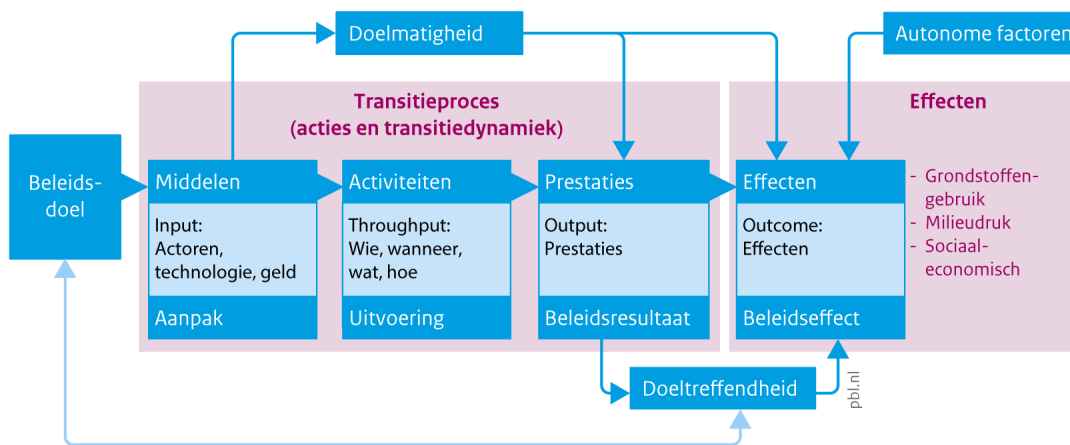 Doelmatigheid
Autonome factoren
Transitieproces
(acties en transitiedynamiek)
Effecten
Beleids-
doel
Middelen
Input:
Actoren,
technologie, geld
Aanpak
Activiteiten
Throughput:
Wie, wanneer,
wat, hoe
Uitvoering
Prestaties
Output:
Prestaties
Beleidsresultaat
Effecten
Outcome:
Effecten
Beleidseffect
- Grondstoffen-
gebruik
- Milieudruk
- Sociaal-
economisch
Doeltreffendheid
pbl.nl